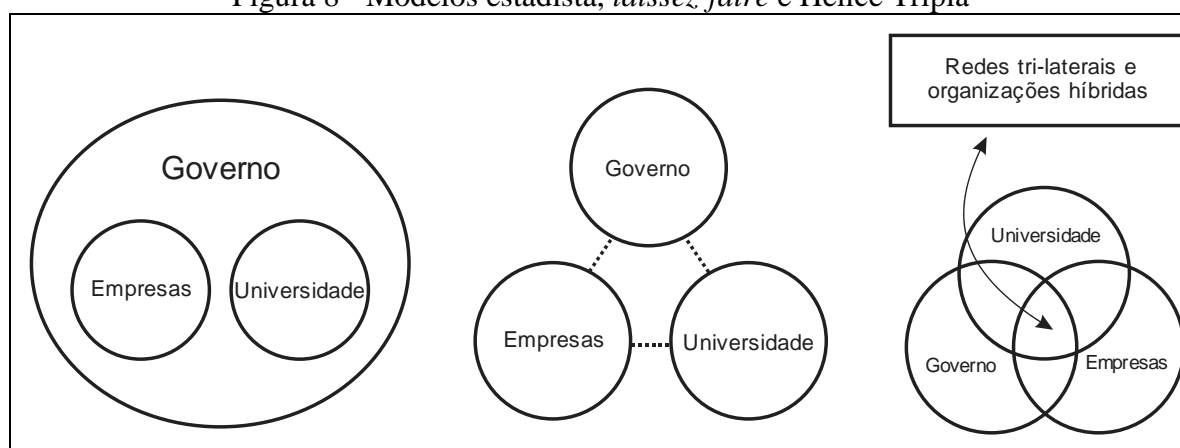 Figura 8 - Modelos estadista, laissez faire e Hélice Tripla
Governo
Empresas
Universidade
Governo
Empresas
Universidade
Redes tri-laterais e
organizações híbridas
Universidade
Governo
Empresas